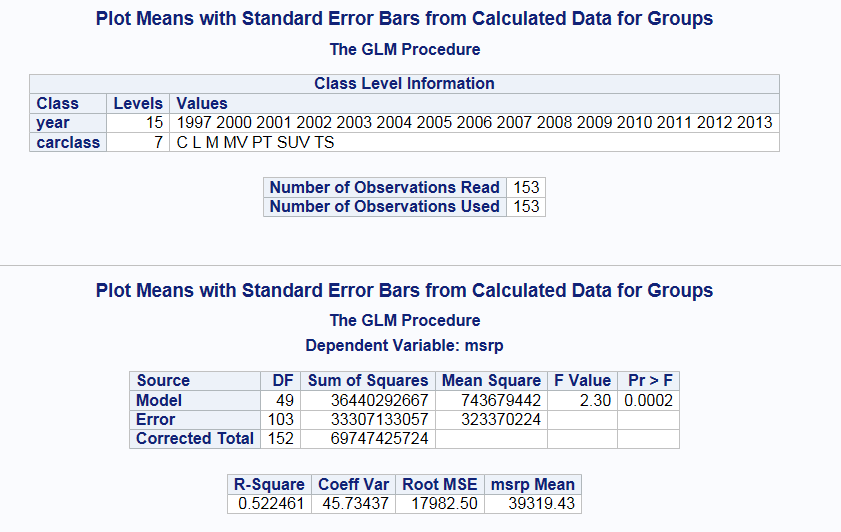 Plot Means with Standard Error Bars from Calculated Data for Groups
The GLM Procedure
Class Level Information
Class Levels Values
year 15 1997 2000 2001 2002 2003 2004 2005 2006 2007 2008 2009 2010 2011 2012 2013
carclass 7 C L M MV PT SUV TS
Number of Observations Read 153
Number of Observations Used 153
Plot Means with Standard Error Bars from Calculated Data for Groups
The GLM Procedure
Dependent Variable: msrp
Source DF Sum of Squares Mean Square F Value Pr > F
Model 49 36440292667 743679442 2.30 0.0002
Error 103 33307133057 323370224
Corrected Total 152 69747425724
R-Square Coeff Var Root MSE msrp Mean
0.522461 45.73437 17982.50 39319.43